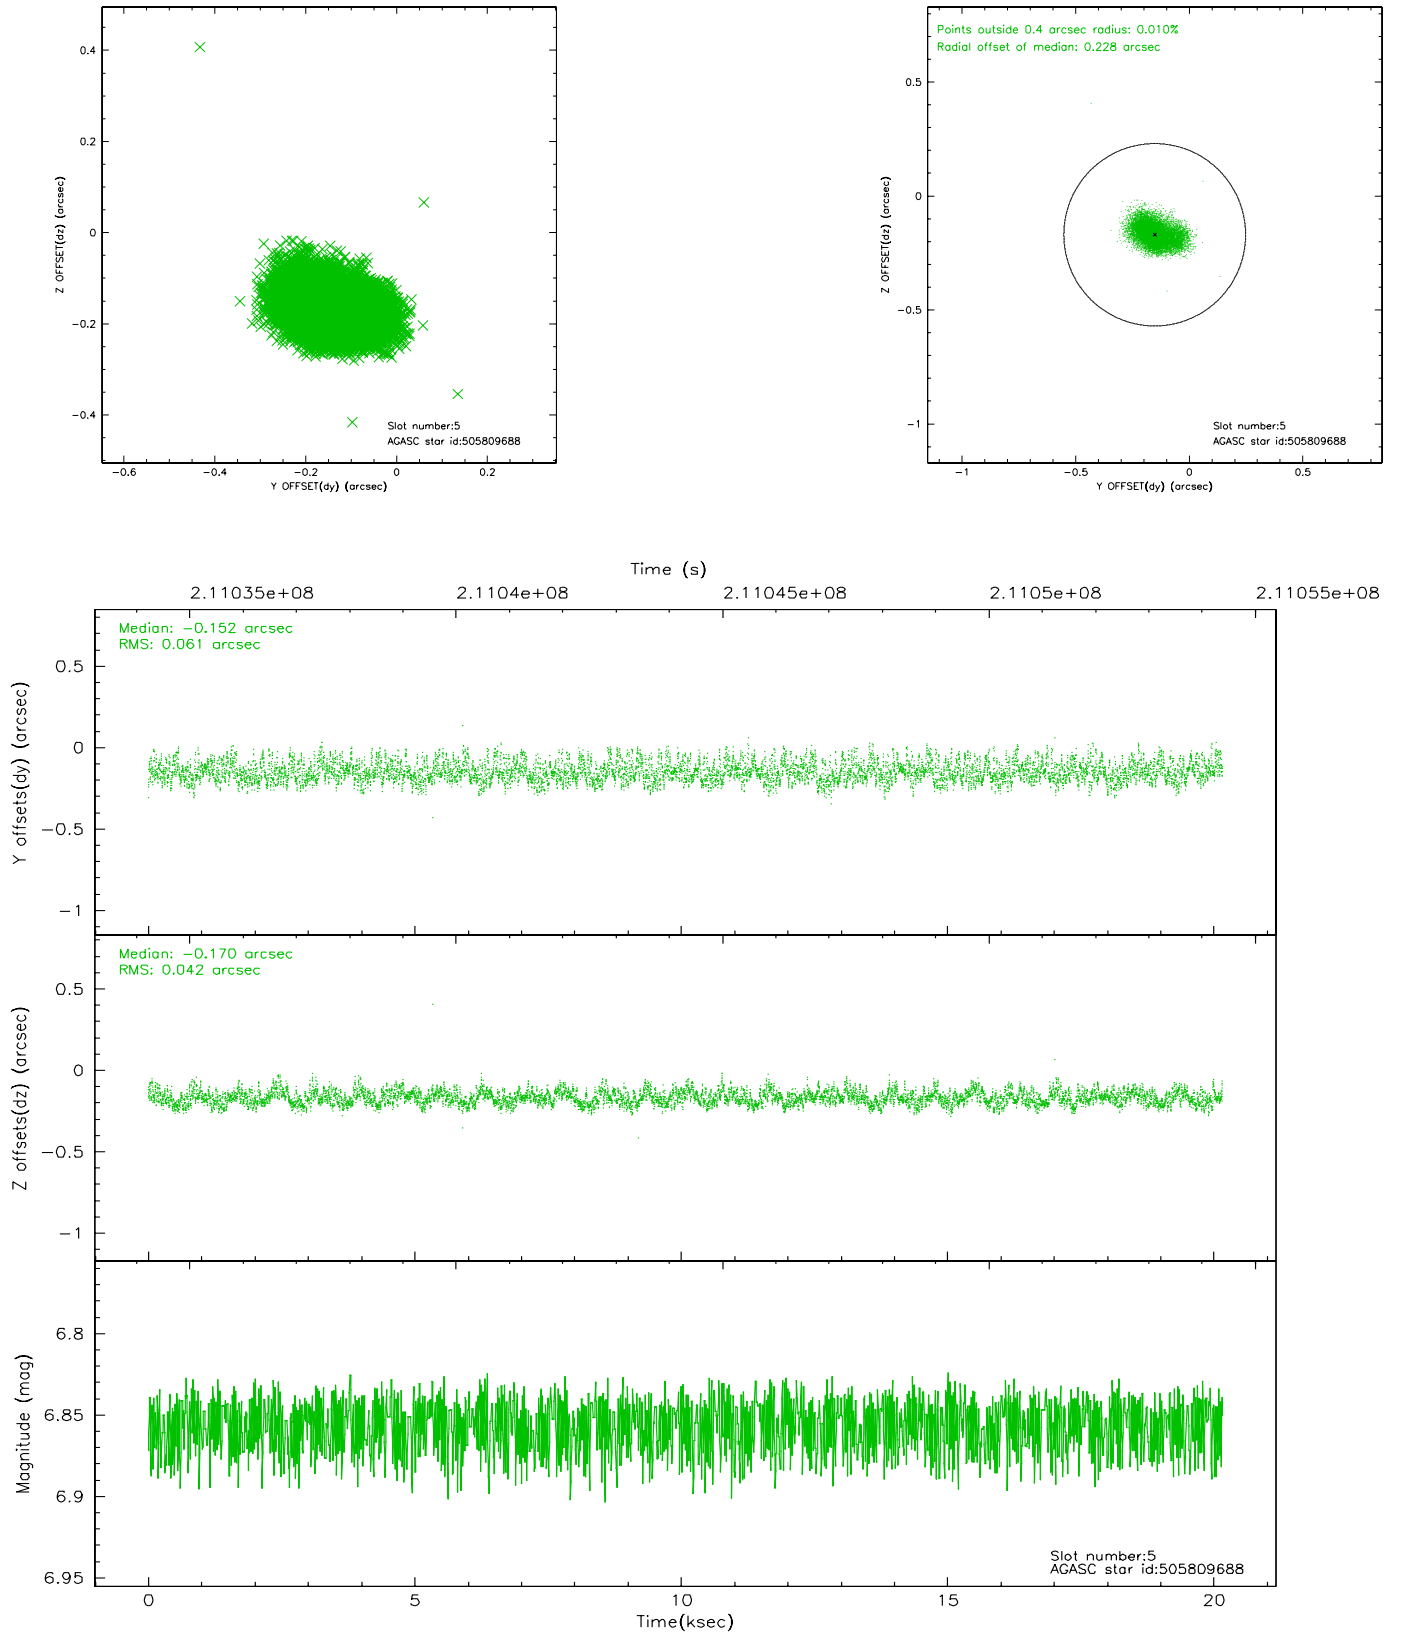 0.4
0.2
0
−0.2
−0.4
Z OFFSET(dz) (arcsec)
Slot number:5
AGASC star id:505809688
−0.6
−0.4
−0.2
0
0.2
Y OFFSET(dy) (arcsec)
Points outside 0.4 arcsec radius: 0.010%
Radial offset of median: 0.228 arcsec
0.5
0
−0.5
−1
Z OFFSET(dz) (arcsec)
Slot number:5
AGASC star id:505809688
−1
−0.5
0
0.5
Y OFFSET(dy) (arcsec)
Time (s)
2.11035e+08
2.1104e+08
2.11045e+08
2.1105e+08
2.11055e+08
Median: −0.152 arcsec
RMS: 0.061 arcsec
0.5
0
−0.5
−1
Y offsets(dy) (arcsec)
Median: −0.170 arcsec
RMS: 0.042 arcsec
0.5
0
−0.5
−1
Z offsets(dz) (arcsec)
6.8
6.85
6.9
6.95
Magnitude (mag)
Slot number:5
AGASC star id:505809688
0
5
10
15
20
Time(ksec)